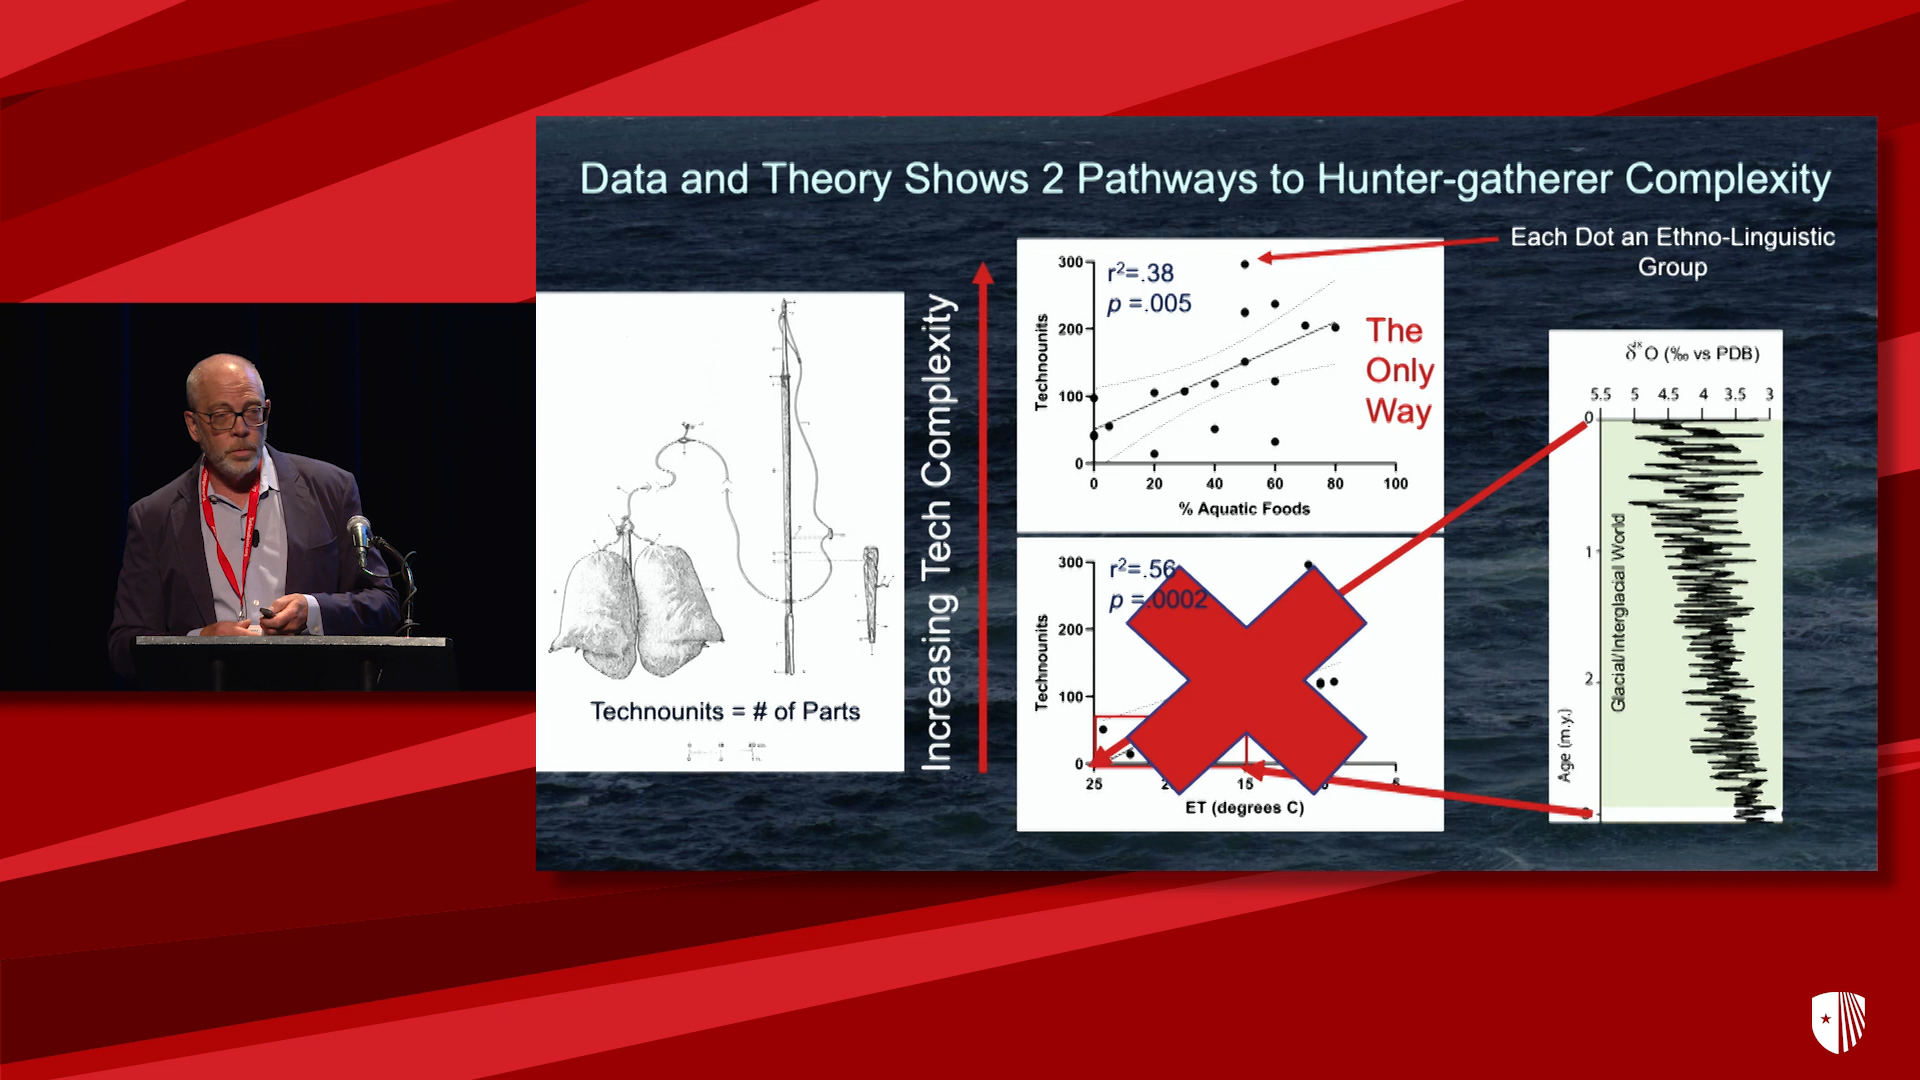 Data and Theory Shows 2 Pathways to Hunter-gatherer Complexity
Each Dot an Ethno-Linguistic
Group
Technounits = # of Parts
Increasing Tech Complexity
r²=.38
p =.005
The
Only
Way
Technounits
300
200
100
0
0 20 40 60 80 100
% Aquatic Foods
r²=.56
p =.0002
Technounits
300
200
100
0
25 15 5
ET (degrees C)
δ¹⁸O (‰ vs PDB)
5.5 5 4.5 4 3.5 3
0
1
2
Glacial/Interglacial World
Age (m.y.)